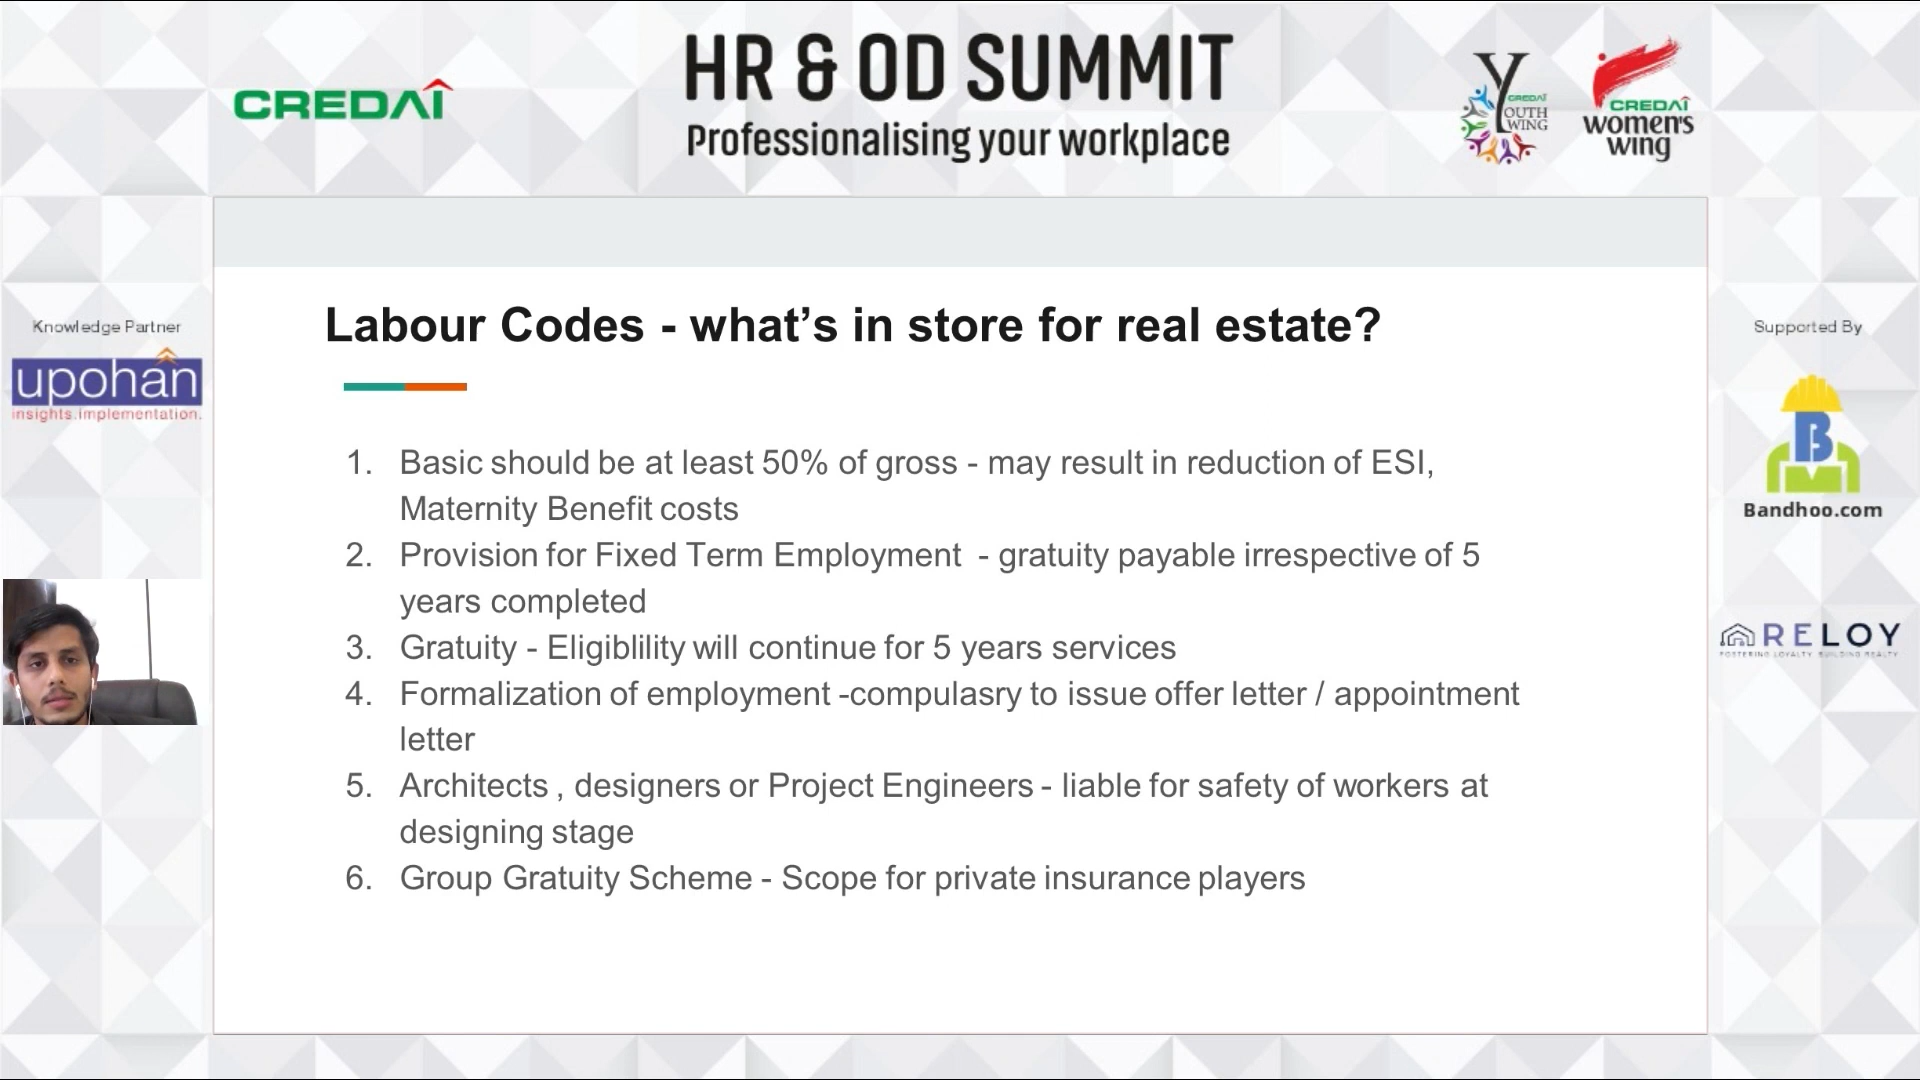 CREDAI
HR & OD SUMMIT
Professionalising your workplace
CREDAI
YOUTH
WING
CREDAI
women's
wing
Knowledge Partner
upohan
insights.implementation.
Labour Codes - what’s in store for real estate?
1. Basic should be at least 50% of gross - may result in reduction of ESI,
Maternity Benefit costs
2. Provision for Fixed Term Employment - gratuity payable irrespective of 5
years completed
3. Gratuity - Eligiblility will continue for 5 years services
4. Formalization of employment -compulasry to issue offer letter / appointment
letter
5. Architects , designers or Project Engineers - liable for safety of workers at
designing stage
6. Group Gratuity Scheme - Scope for private insurance players
Supported By
B
Bandhoo.com
RELOY
FOSTERING LOYALTY. BUILDING REALTY.